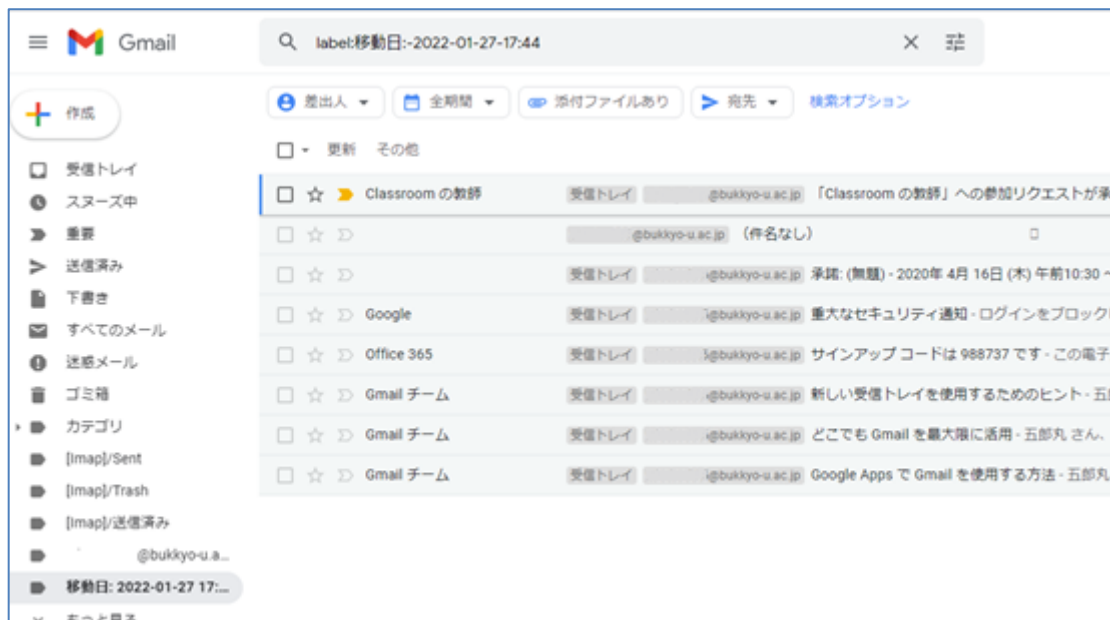 Gmail
label:移動日:-2022-01-27-17:44
作成
差出人 全期間 添付ファイルあり 宛先 検索オプション
更新 その他
受信トレイ
スヌーズ中
重要
送信済み
下書き
すべてのメール
迷惑メール
ゴミ箱
カテゴリ
[Imap]/Sent
[Imap]/Trash
[Imap]/送信済み
@bukkyo-u.a...
移動日: 2022-01-27 17:...
もっと見る
Classroom の教師 受信トレイ @bukkyo-u.ac.jp 「Classroom の教師」への参加リクエストが承
@bukkyo-u.ac.jp (件名なし)
受信トレイ @bukkyo-u.ac.jp 承諾: (無題) - 2020年 4月 16日 (木) 午前10:30 ~
Google 受信トレイ @bukkyo-u.ac.jp 重大なセキュリティ通知 - ログインをブロック
Office 365 受信トレイ @bukkyo-u.ac.jp サインアップ コードは 988737 です - この電子
Gmail チーム 受信トレイ @bukkyo-u.ac.jp 新しい受信トレイを使用するためのヒント - 五
Gmail チーム 受信トレイ @bukkyo-u.ac.jp どこでも Gmail を最大限に活用 - 五郎丸 さん、
Gmail チーム 受信トレイ @bukkyo-u.ac.jp Google Apps で Gmail を使用する方法 - 五郎丸